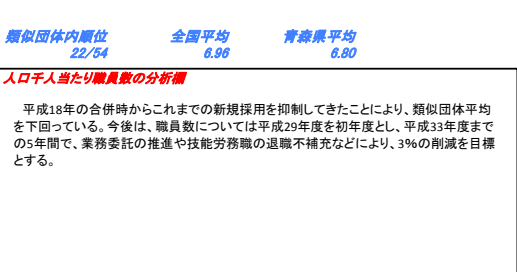 類似団体内順位 全国平均 青森県平均
22/54 6.96 6.80
人口千人当たり職員数の分析欄
平成18年の合併時からこれまでの新規採用を抑制してきたことにより、類似団体平均
を下回っている。今後は、職員数については平成29年度を初年度とし、平成33年度まで
の5年間で、業務委託の推進や技能労務職の退職不補充などにより、3%の削減を目標
とする。